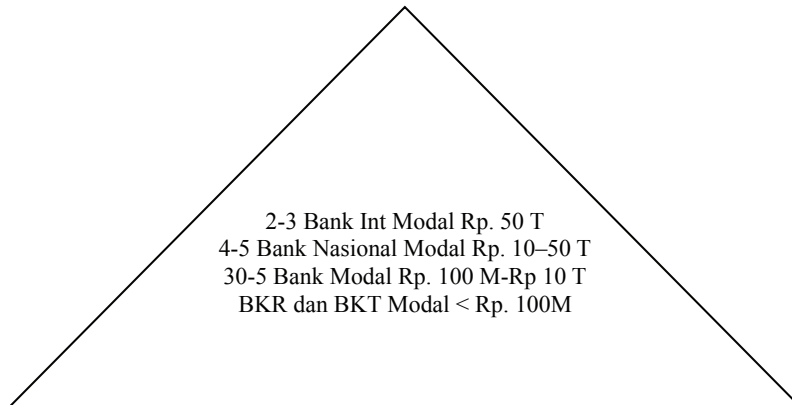 2-3 Bank Int Modal Rp. 50 T
4-5 Bank Nasional Modal Rp. 10–50 T
30-5 Bank Modal Rp. 100 M-Rp 10 T
BKR dan BKT Modal < Rp. 100M